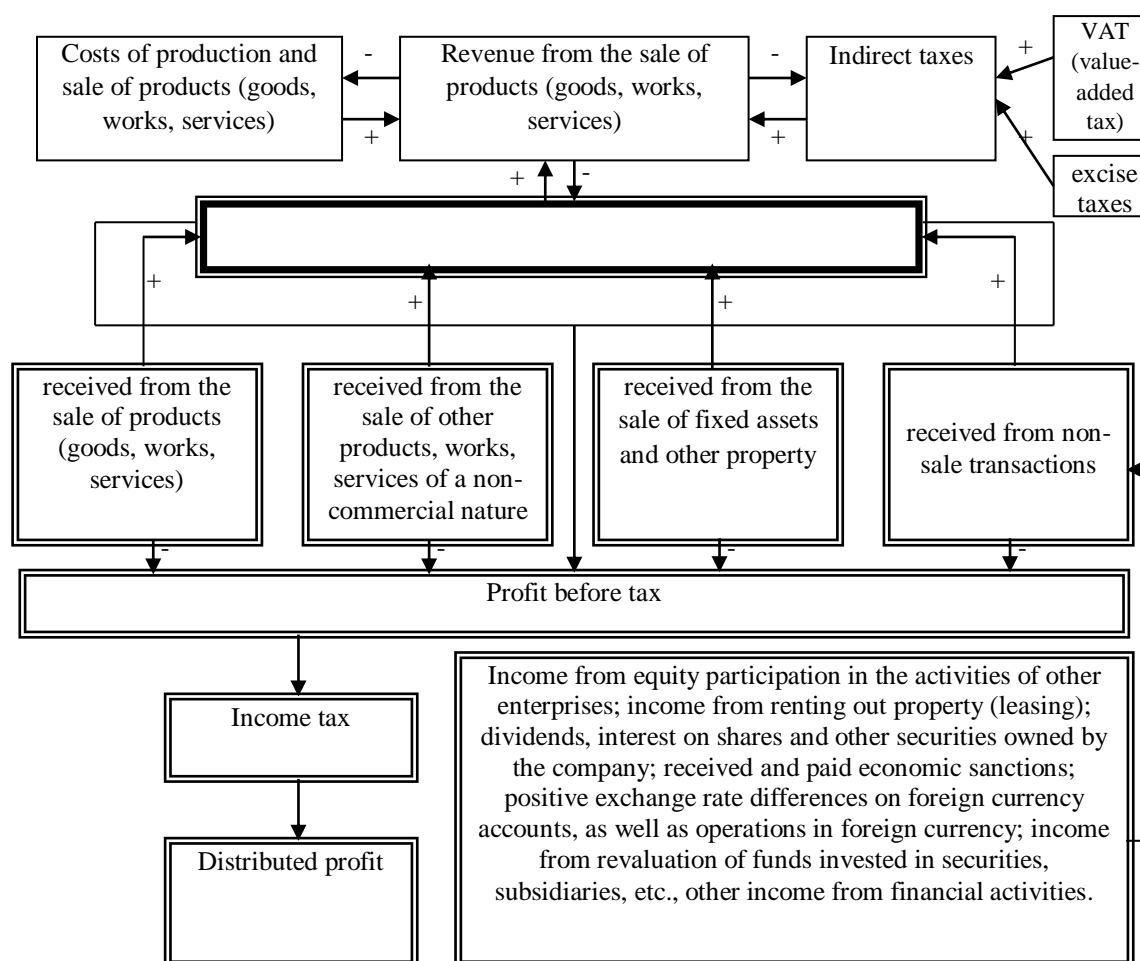 Costs of production and
sale of products (goods,
works, services)
-
+
Revenue from the sale of
products (goods, works,
services)
-
+
Indirect taxes
+
+
VAT
(value-
added
tax)
excise
taxes
+
-
+
+
+
+
received from the
sale of products
(goods, works,
services)
received from the
sale of other
products, works,
services of a non-
commercial nature
received from the
sale of fixed assets
and other property
received from non-
sale transactions
-
-
-
-
Profit before tax
Income tax
Distributed profit
Income from equity participation in the activities of other
enterprises; income from renting out property (leasing);
dividends, interest on shares and other securities owned by
the company; received and paid economic sanctions;
positive exchange rate differences on foreign currency
accounts, as well as operations in foreign currency; income
from revaluation of funds invested in securities,
subsidiaries, etc., other income from financial activities.